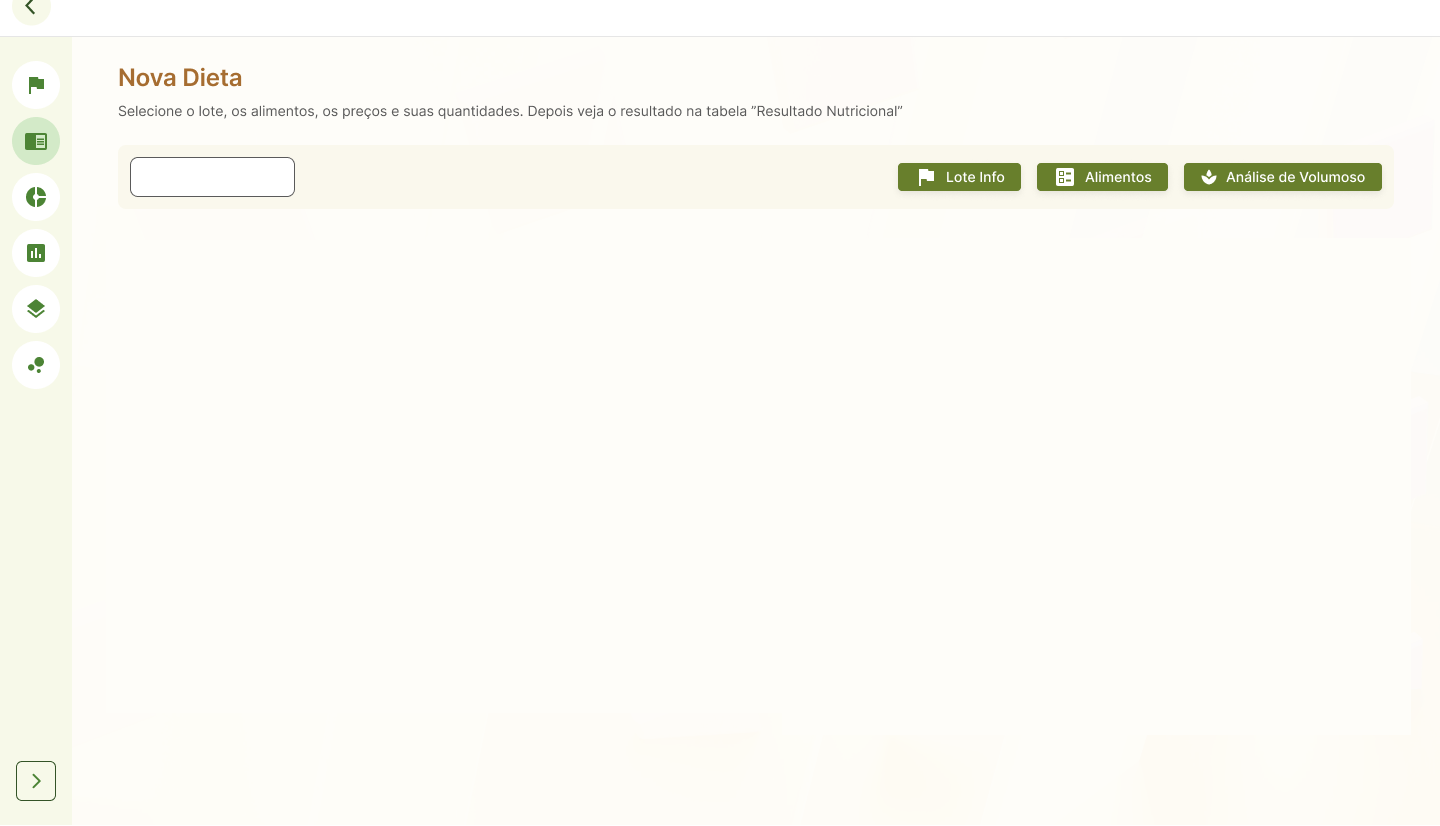 Nova Dieta
Selecione o lote, os alimentos, os preços e suas quantidades. Depois veja o resultado na tabela ”Resultado Nutricional”
Lote Info
Alimentos
Análise de Volumoso